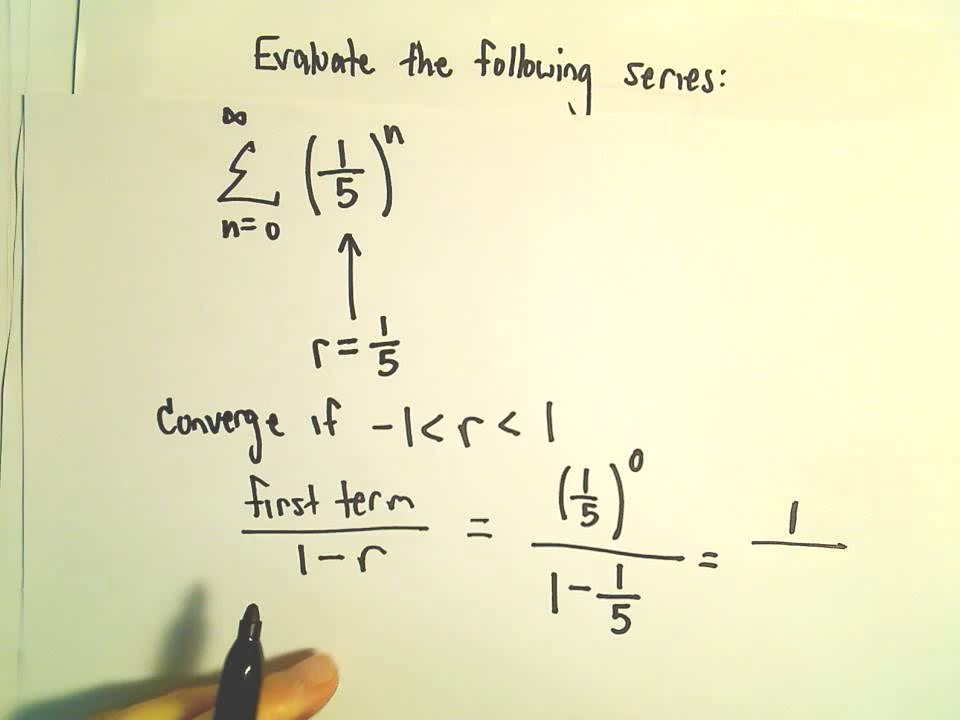 Evaluate the following series:
∞
∑ (1/5)^n
n=0
r = 1/5
Converge if -1 < r < 1
first term / 1-r = (1/5)^0 / 1 - 1/5 = 1 /